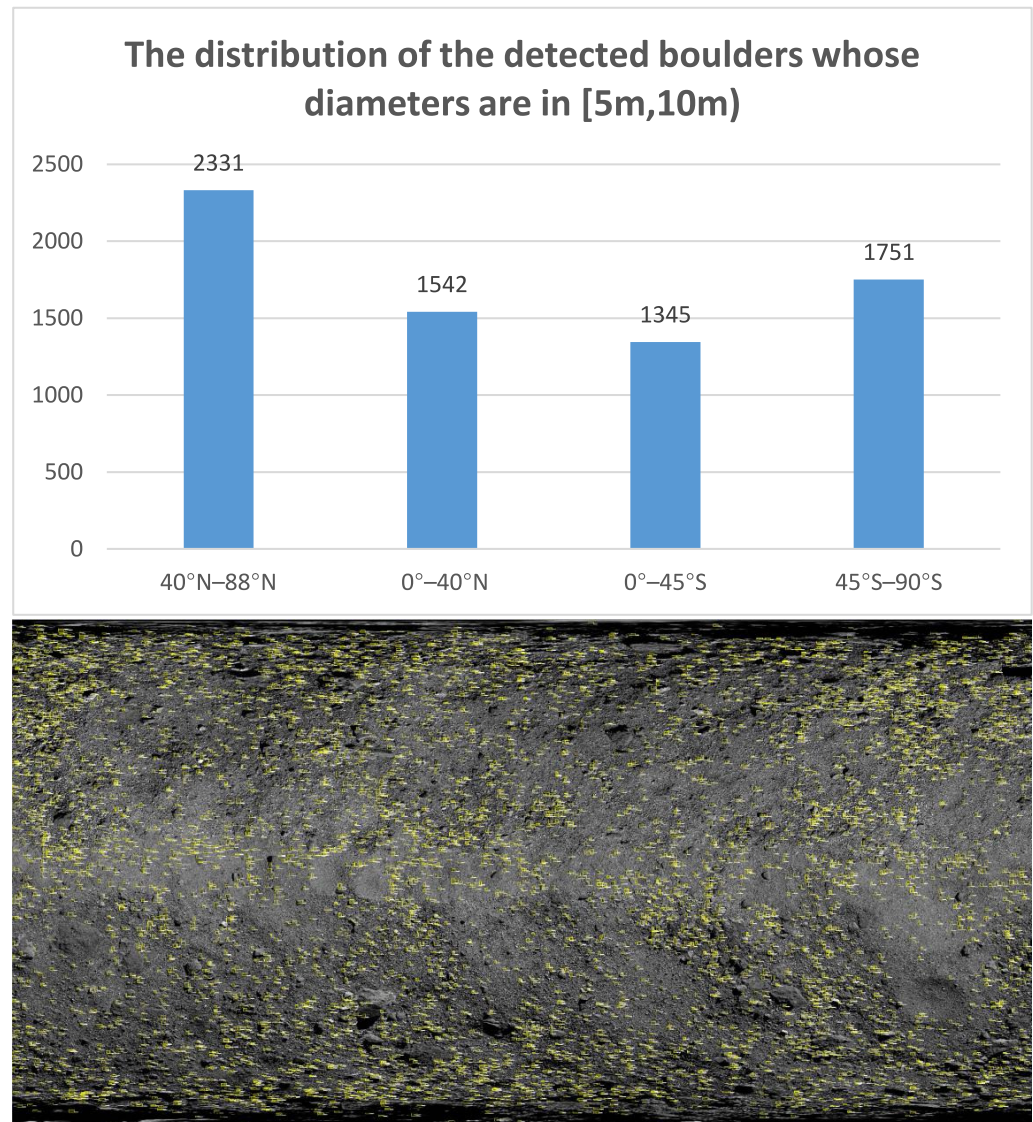 The distribution of the detected boulders whose
diameters are in [5m,10m)
2500
2000
1500
1000
500
0
2331
1542
1345
1751
40°N–88°N
0°–40°N
0°–45°S
45°S–90°S